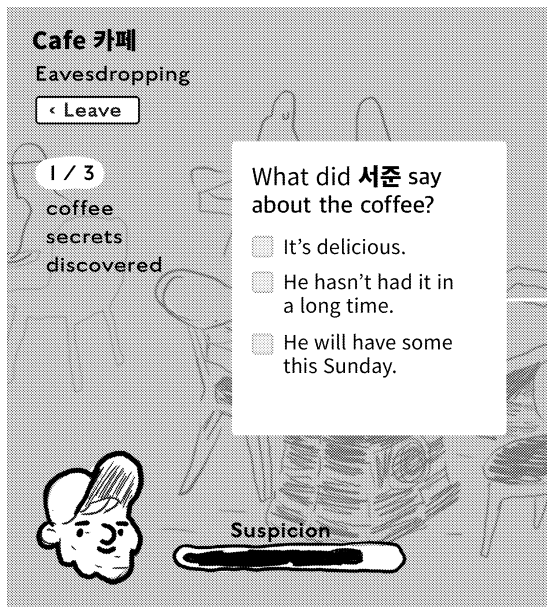 Cafe 카페
Eavesdropping
‹ Leave
1 / 3
coffee
secrets
discovered
What did 서준 say
about the coffee?
It's delicious.
He hasn't had it in
a long time.
He will have some
this Sunday.
Suspicion